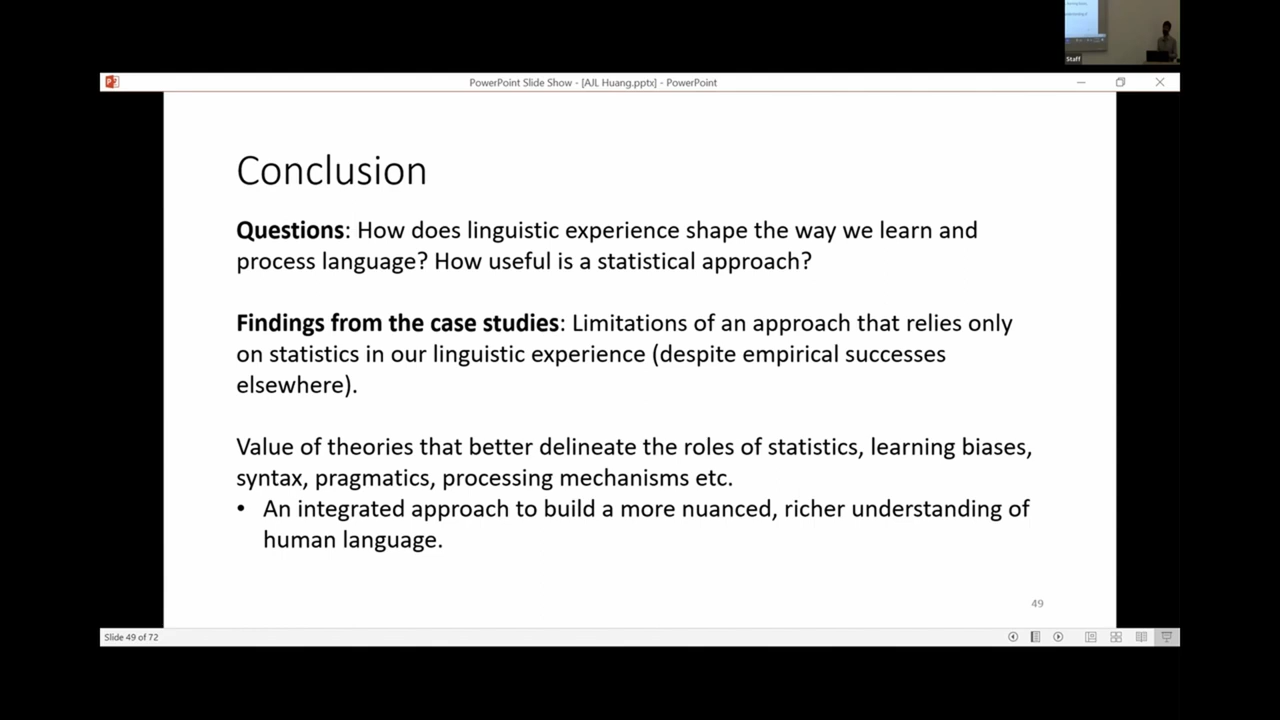 Staff
PowerPoint Slide Show - [AJL Huang.pptx] - PowerPoint
Conclusion
Questions: How does linguistic experience shape the way we learn and
process language? How useful is a statistical approach?
Findings from the case studies: Limitations of an approach that relies only
on statistics in our linguistic experience (despite empirical successes
elsewhere).
Value of theories that better delineate the roles of statistics, learning biases,
syntax, pragmatics, processing mechanisms etc.
• An integrated approach to build a more nuanced, richer understanding of
human language.
49
Slide 49 of 72